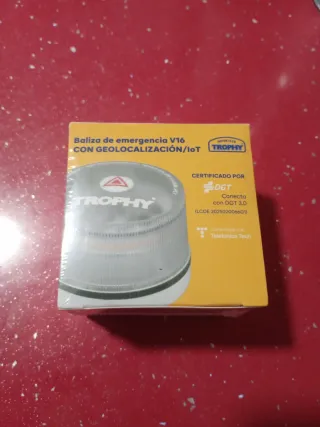 Baliza de emergencia V16
CON GEOLOCALIZACIÓN/IoT
TROPHY
CERTIFICADO POR
DGT
Conecta
con DGT 3.0
TROPHY
Telefónica Tech